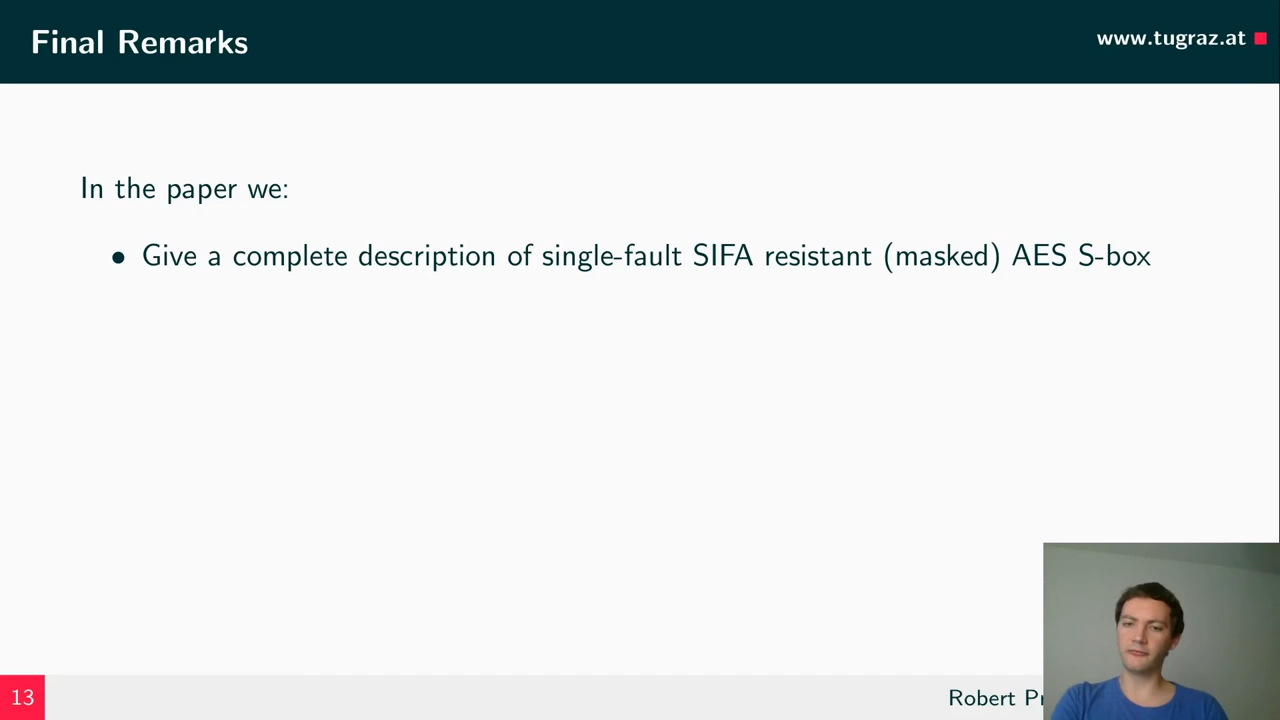 Final Remarks
www.tugraz.at
In the paper we:
• Give a complete description of single-fault SIFA resistant (masked) AES S-box
13
Robert